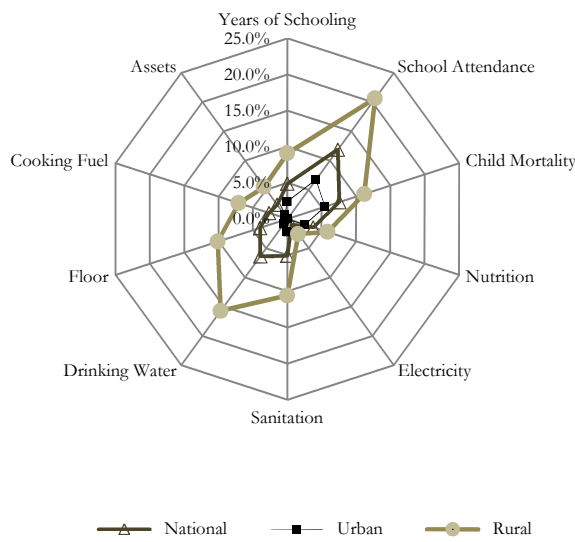 Years of Schooling
25.0%
20.0%
15.0%
10.0%
5.0%
0.0%
School Attendance
Child Mortality
Nutrition
Electricity
Sanitation
Drinking Water
Floor
Cooking Fuel
Assets
National Urban Rural